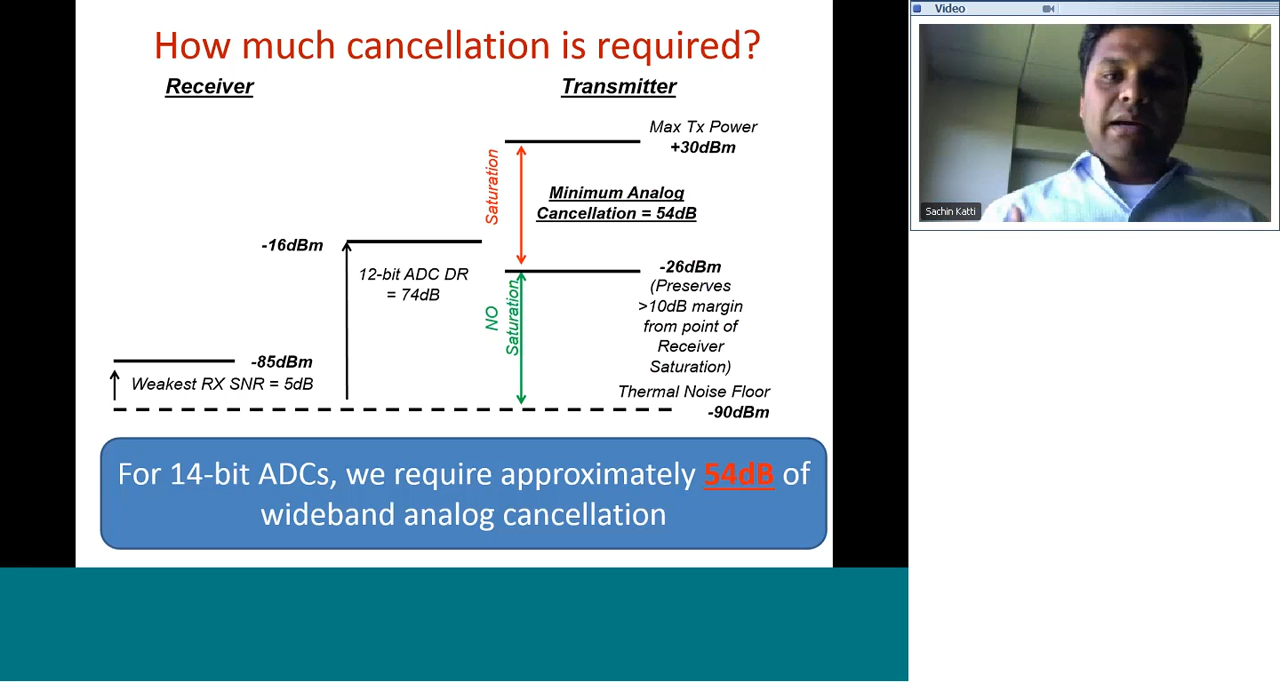 How much cancellation is required?
Receiver
Transmitter
Max Tx Power
+30dBm
Saturation
Minimum Analog
Cancellation = 54dB
-16dBm
12-bit ADC DR
= 74dB
-26dBm
(Preserves
>10dB margin
from point of
Receiver
Saturation)
NO
Saturation
-85dBm
Weakest RX SNR = 5dB
Thermal Noise Floor
-90dBm
For 14-bit ADCs, we require approximately 54dB of
wideband analog cancellation
Video
Sachin Katti